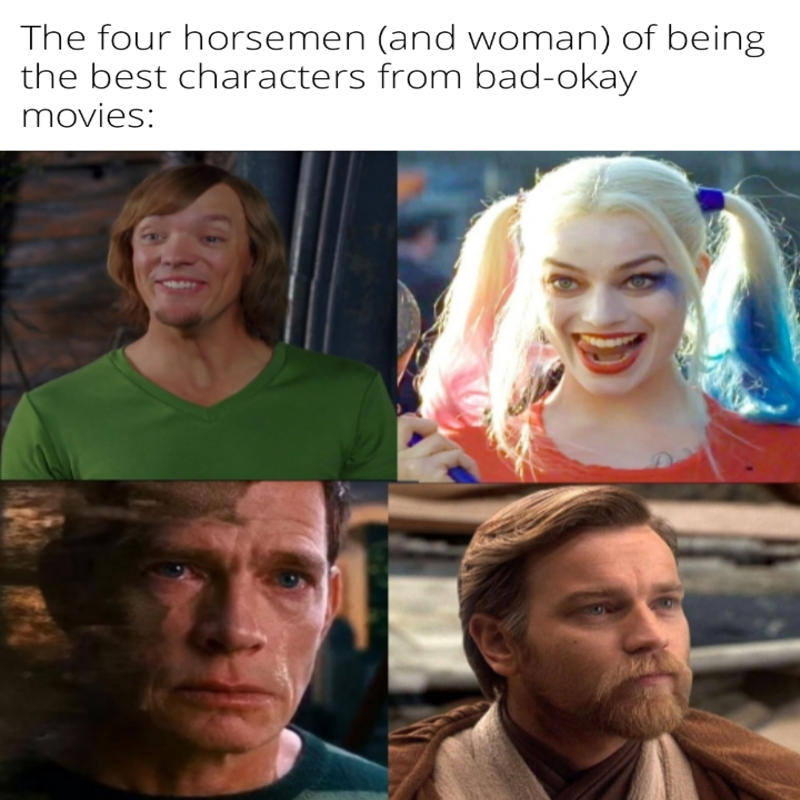 The four horsemen (and woman) of being
the best characters from bad-okay
movies: